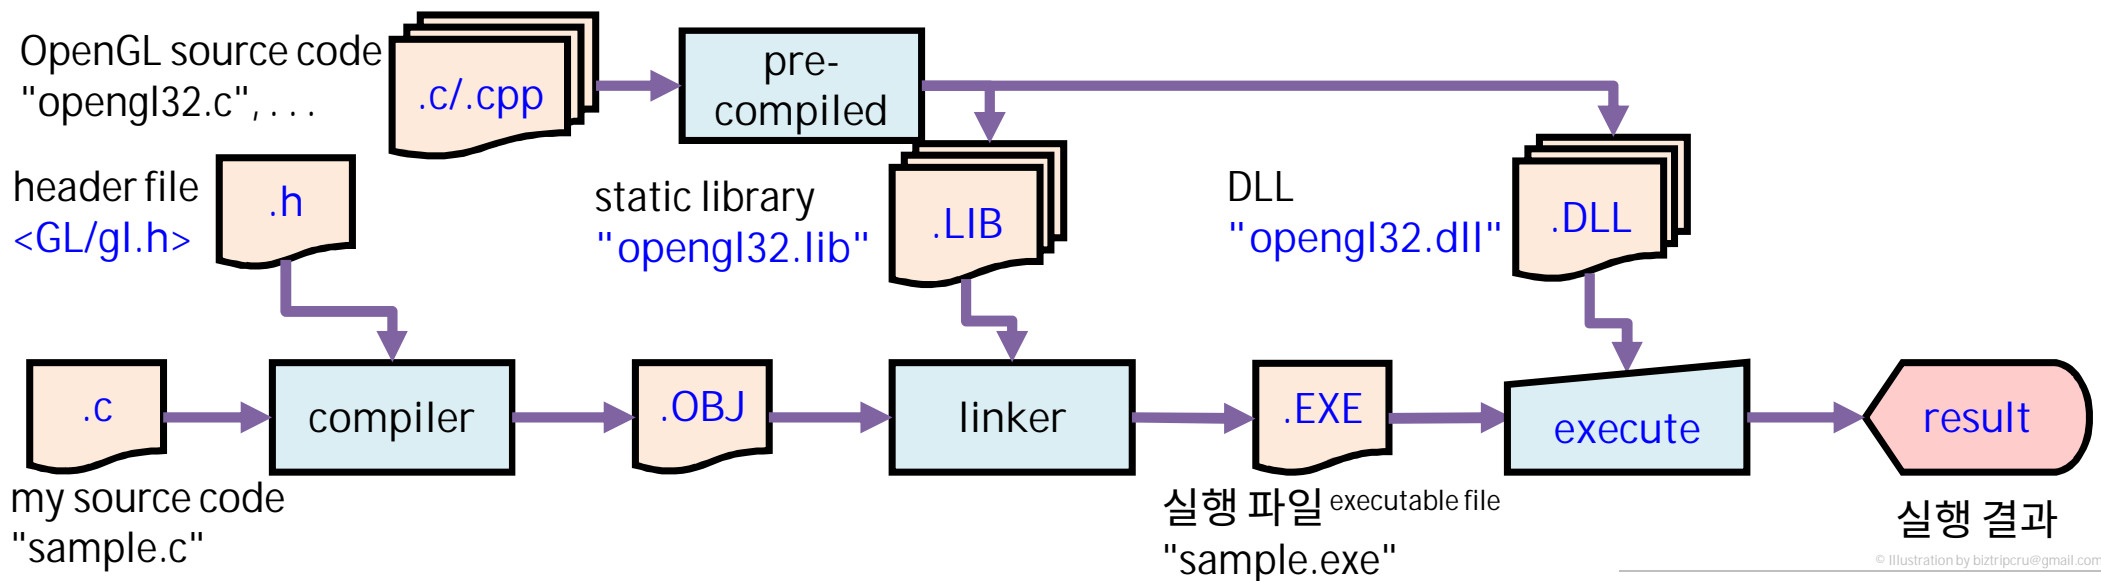 OpenGL source code
"opengl32.c", . . .
.c/.cpp
pre-
compiled
header file
<GL/gl.h>
.h
static library
"opengl32.lib"
.LIB
DLL
"opengl32.dll"
.DLL
.c
compiler
.OBJ
linker
.EXE
execute
result
my source code
"sample.c"
실행 파일 executable file
"sample.exe"
실행 결과
© Illustration by biztripcru@gmail.com